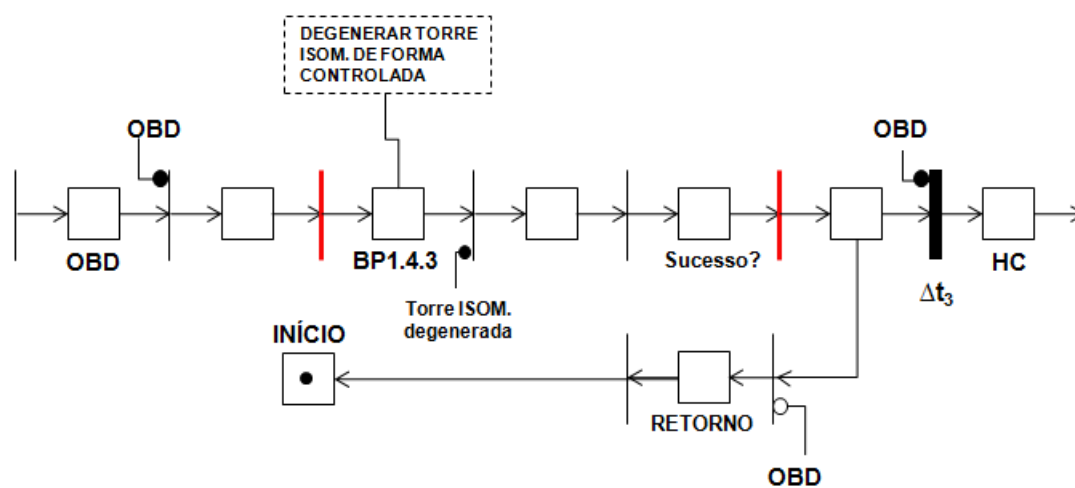 DEGENERAR TORRE
ISOM. DE FORMA
CONTROLADA
OBD
OBD
OBD
BP1.4.3
Sucesso?
HC
Δt3
Torre ISOM.
degenerada
INÍCIO
RETORNO
OBD